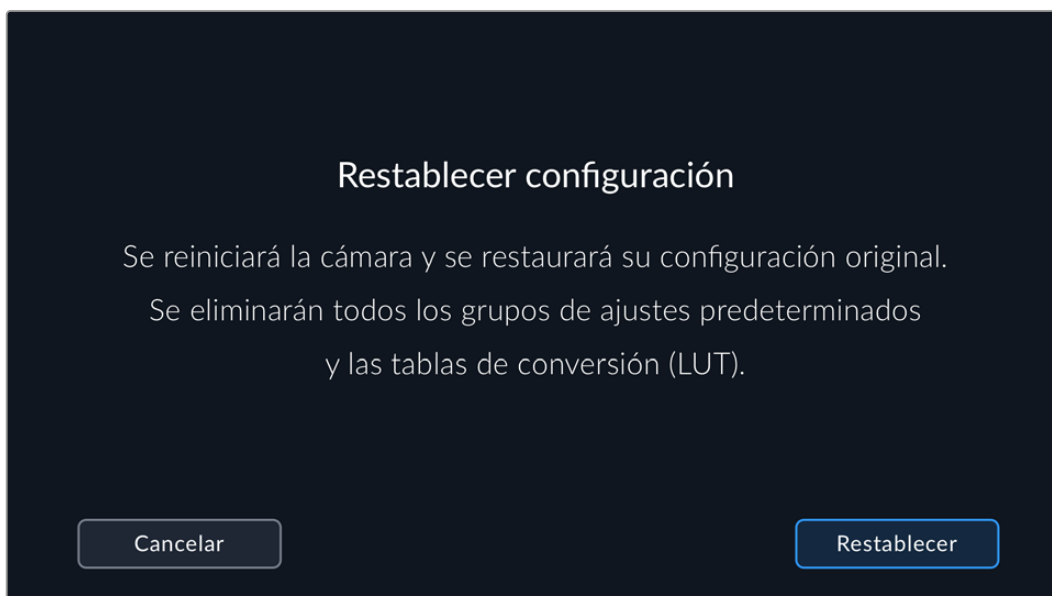 Restablecer configuración
Se reiniciará la cámara y se restaurará su configuración original.
Se eliminarán todos los grupos de ajustes predeterminados
y las tablas de conversión (LUT).
Cancelar
Restablecer